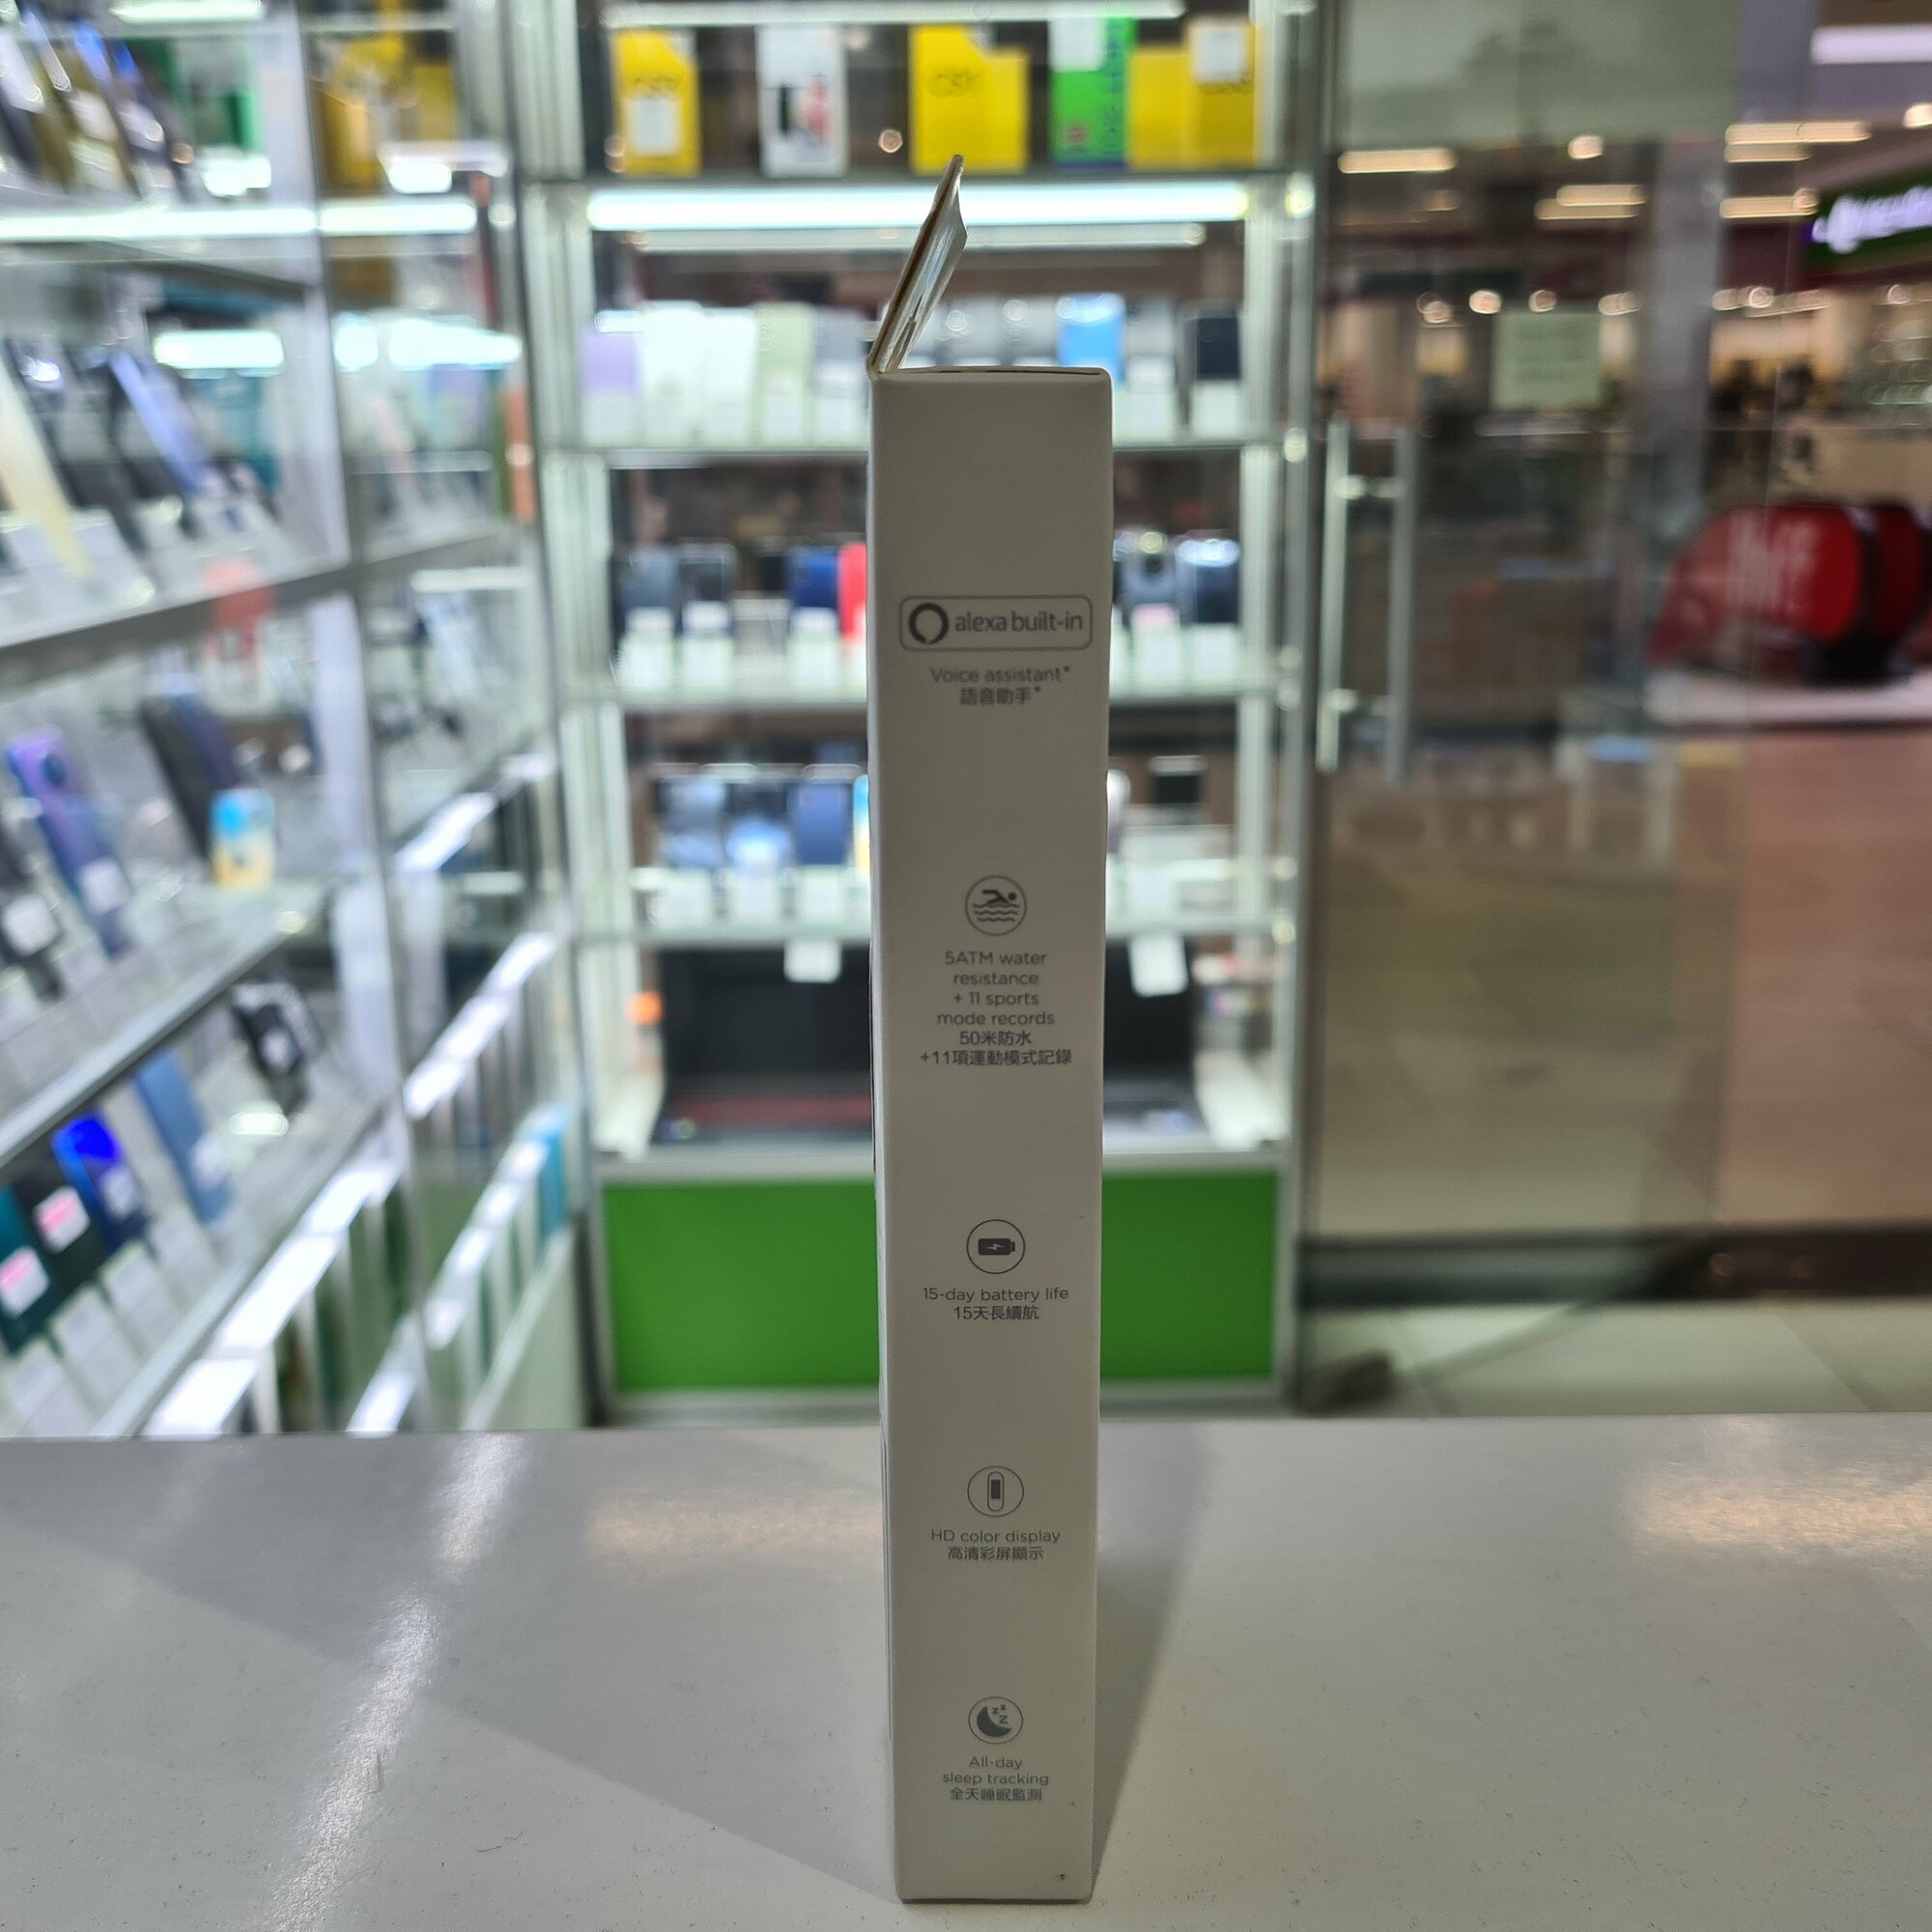 alexa built-in
Voice assistant*
語音助手*
5ATM water
resistance
+ 11 sports
mode records
50米防水
+11項運動模式記錄
15-day battery life
15天長續航
HD color display
高清彩屏顯示
All-day
sleep tracking
全天睡眠監測